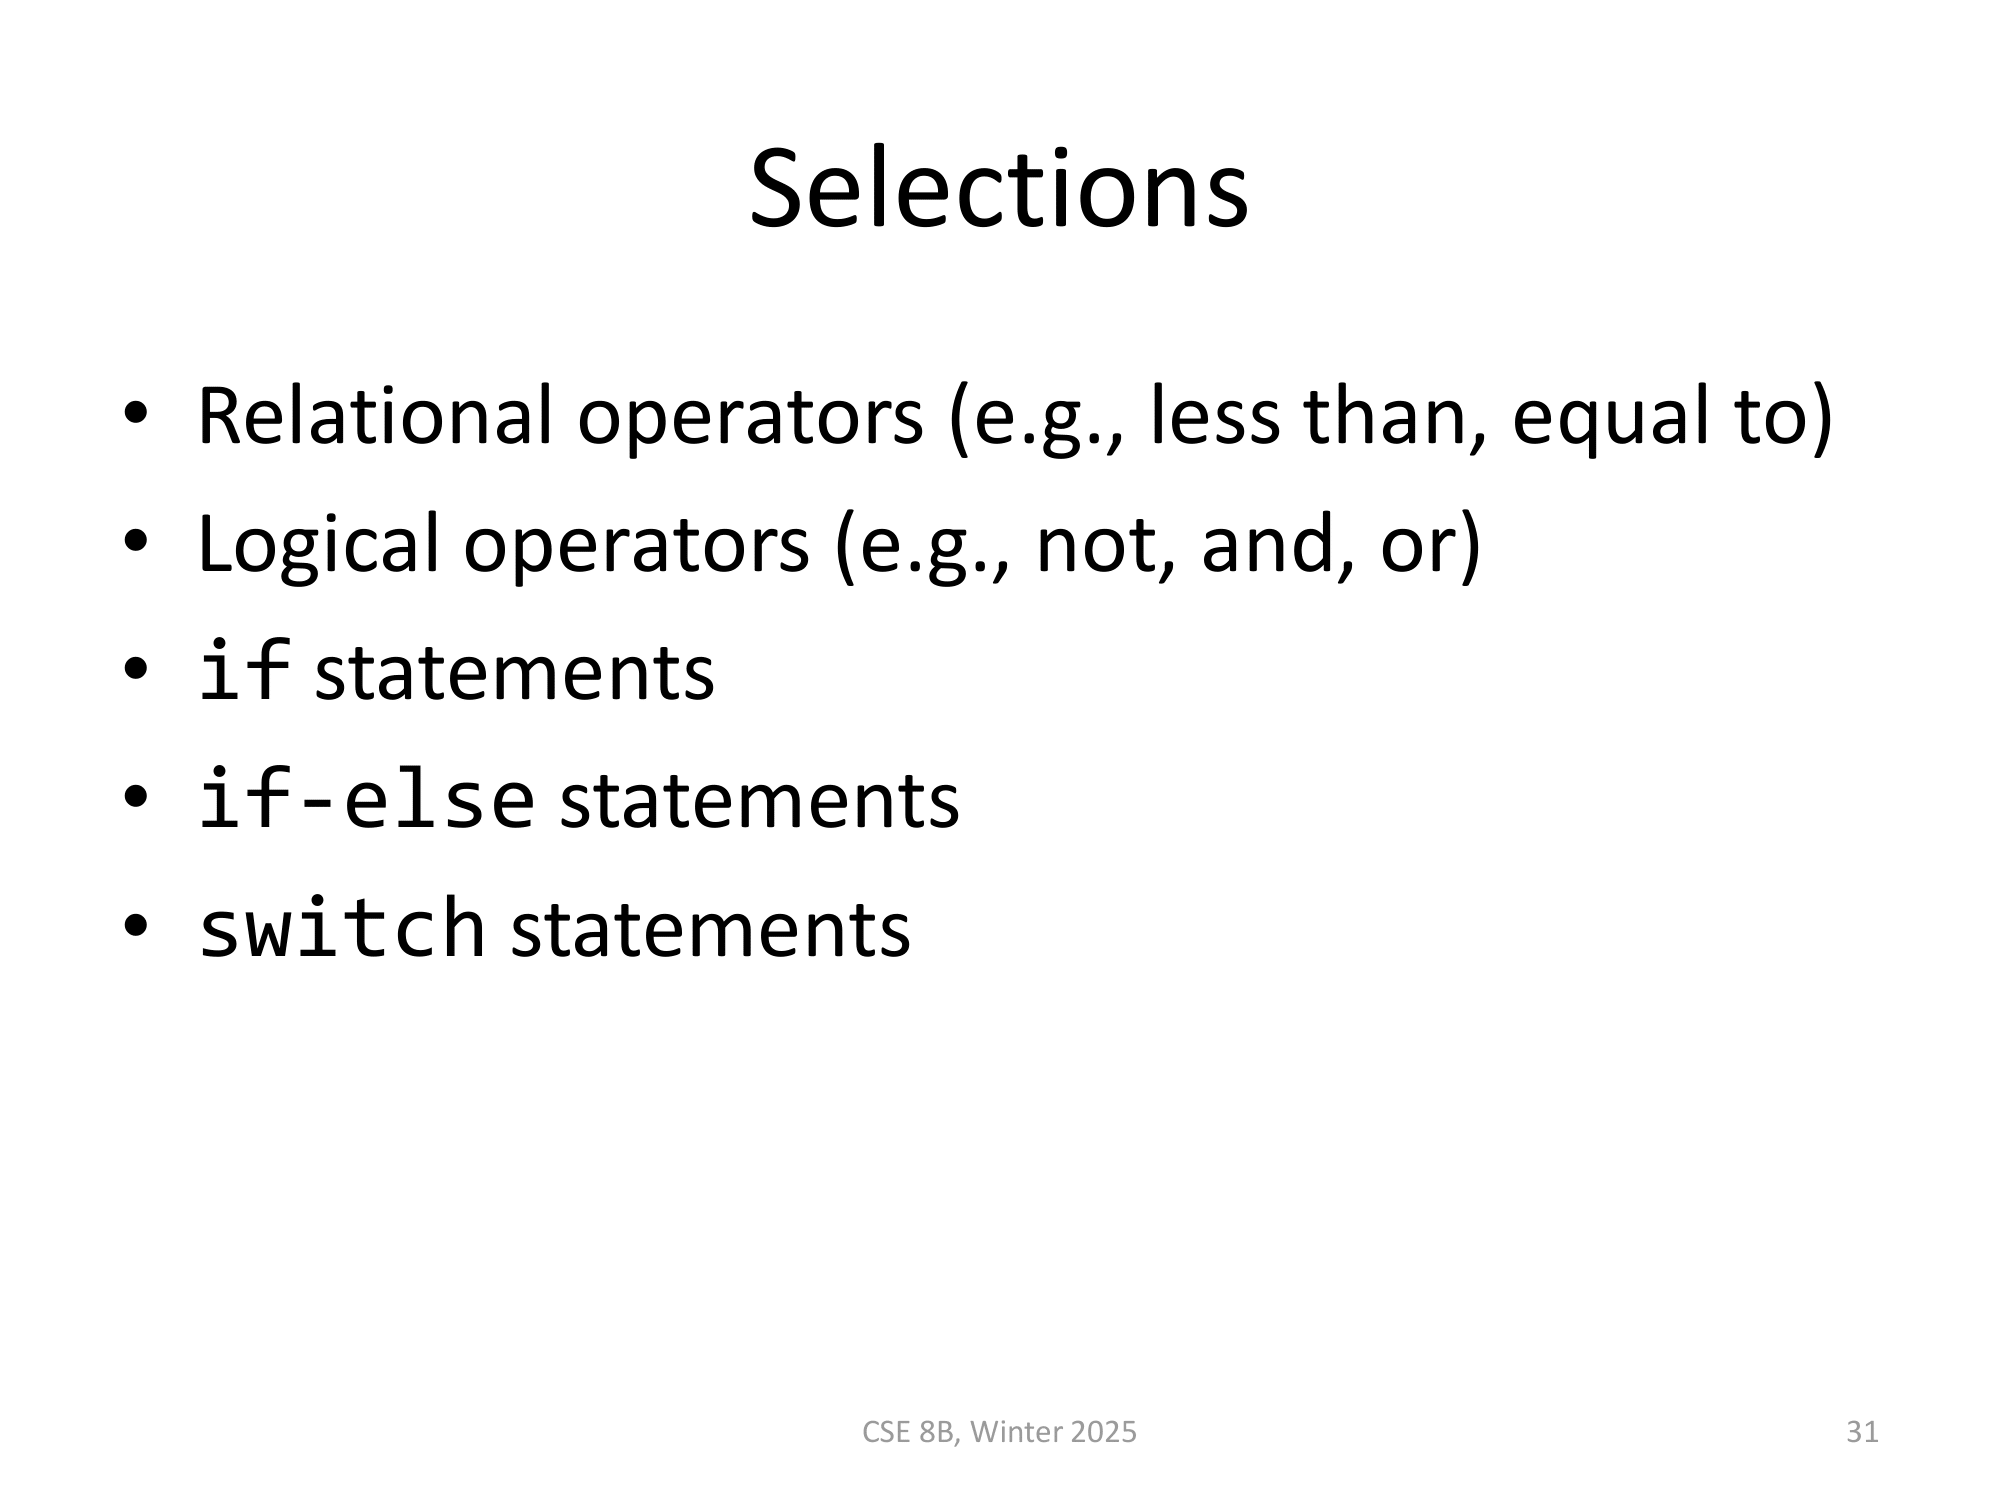 Selections
• Relational operators (e.g., less than, equal to)
• Logical operators (e.g., not, and, or)
• if statements
• if-else statements
• switch statements
CSE 8B, Winter 2025
31